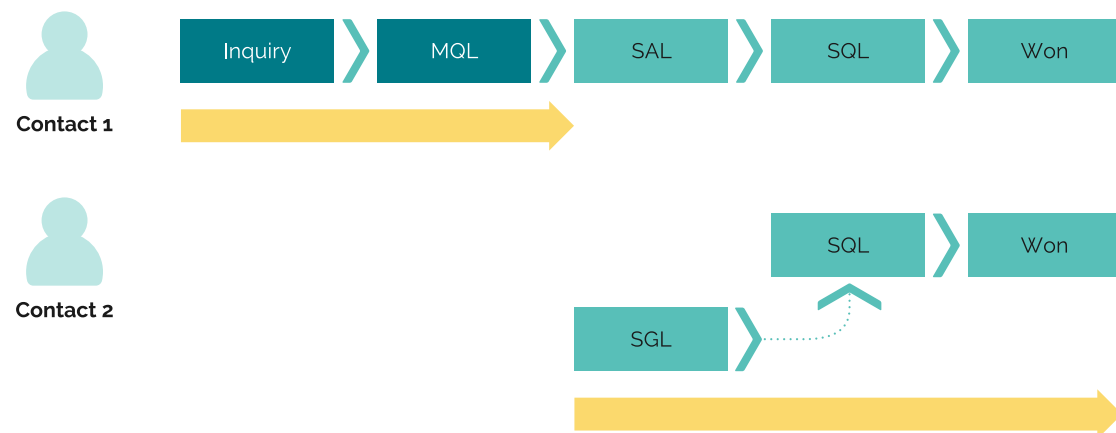 Inquiry
MQL
SAL
SQL
Won
Contact 1
SQL
Won
Contact 2
SGL